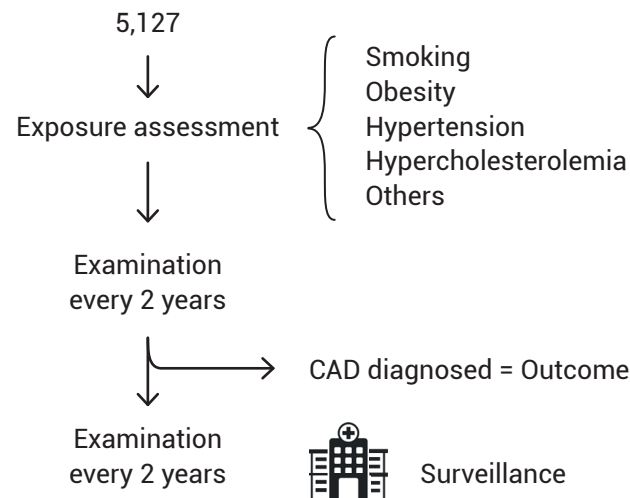 5,127
Exposure assessment
Smoking
Obesity
Hypertension
Hypercholesterolemia
Others
Examination
every 2 years
CAD diagnosed = Outcome
Examination
every 2 years
Surveillance